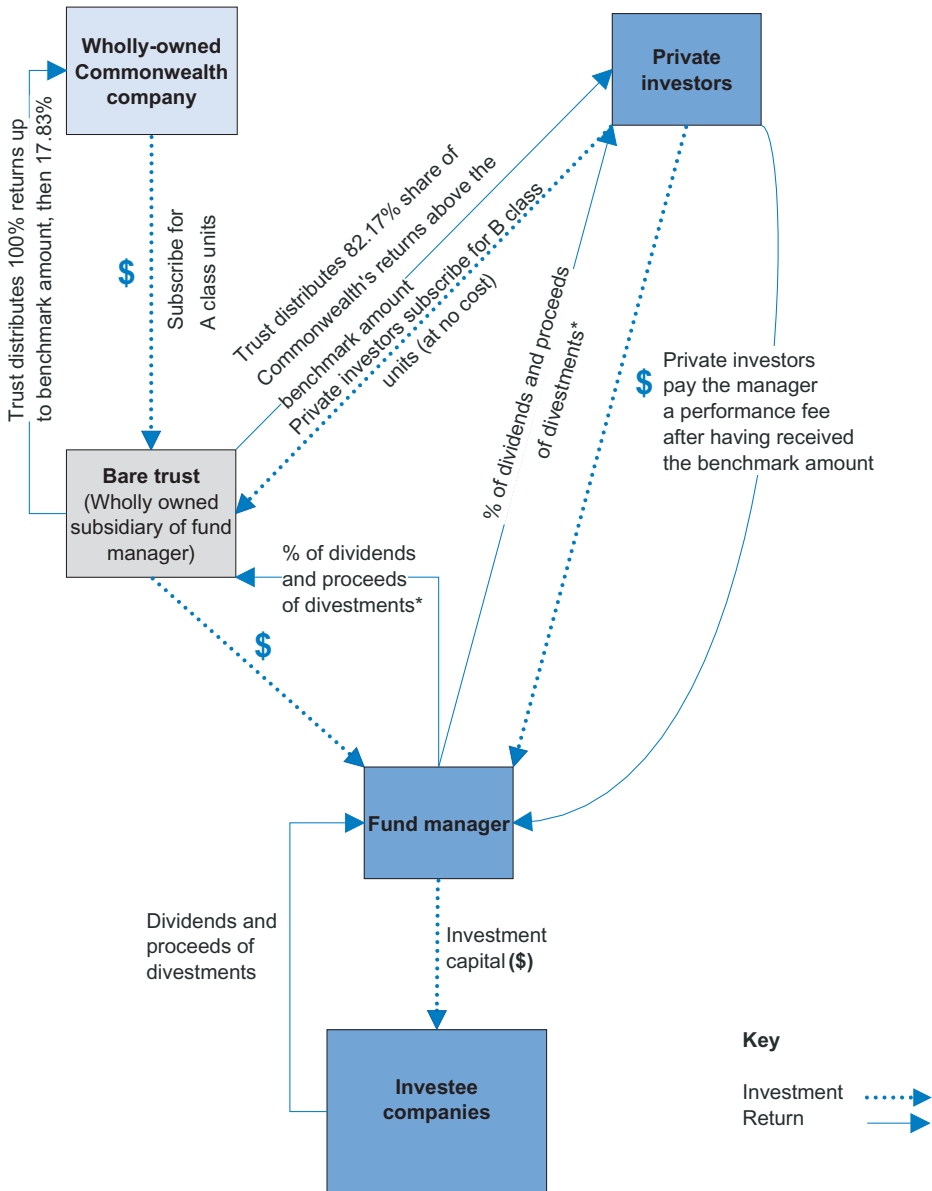 Wholly-owned
Commonwealth
company
Private
investors
Trust distributes 100% returns up
to benchmark amount, then 17.83%
$
Subscribe for
A class units
Trust distributes 82.17% share of
Commonwealth's returns above the
benchmark amount
Private investors subscribe for B class
units (at no cost)
% of dividends and proceeds
of divestments*
$
Private investors
pay the manager
a performance fee
after having received
the benchmark amount
Bare trust
(Wholly owned
subsidiary of fund
manager)
% of dividends
and proceeds
of divestments*
$
Fund manager
Dividends and
proceeds of
divestments
Investment
capital ($)
Investee
companies
Key
Investment
Return